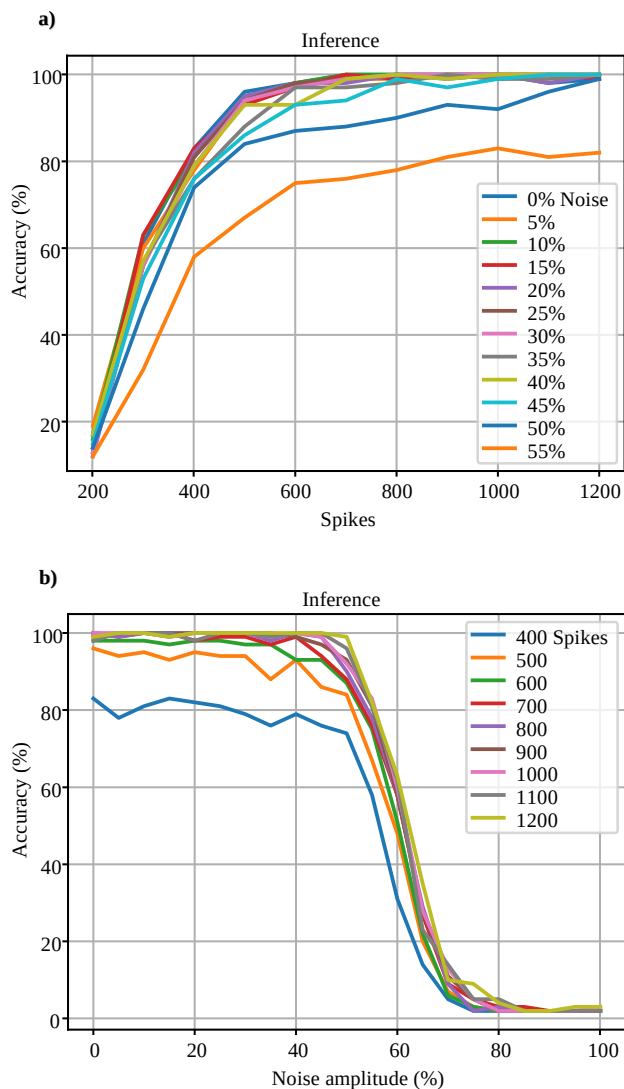 a)
Inference
100
80
60
40
20
Accuracy (%)
0% Noise
5%
10%
15%
20%
25%
30%
35%
40%
45%
50%
55%
200 400 600 800 1000 1200
Spikes
b)
Inference
100
80
60
40
20
0
Accuracy (%)
400 Spikes
500
600
700
800
900
1000
1100
1200
0 20 40 60 80 100
Noise amplitude (%)